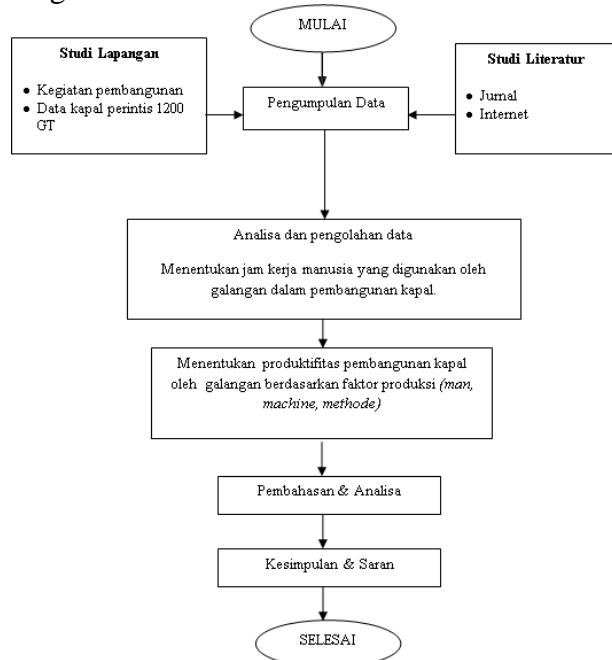 MULAI
Studi Lapangan
• Kegiatan pembangunan
• Data kapal perintis 1200
GT
Pengumpulan Data
Studi Literatur
• Jurnal
• Internet
Analisa dan pengolahan data
Menentukan jam kerja manusia yang digunakan oleh
galangan dalam pembangunan kapal.
Menentukan produktifitas pembangunan kapal
oleh galangan berdasarkan faktor produksi (man,
machine, methode)
Pembahasan & Analisa
Kesimpulan & Saran
SELESAI